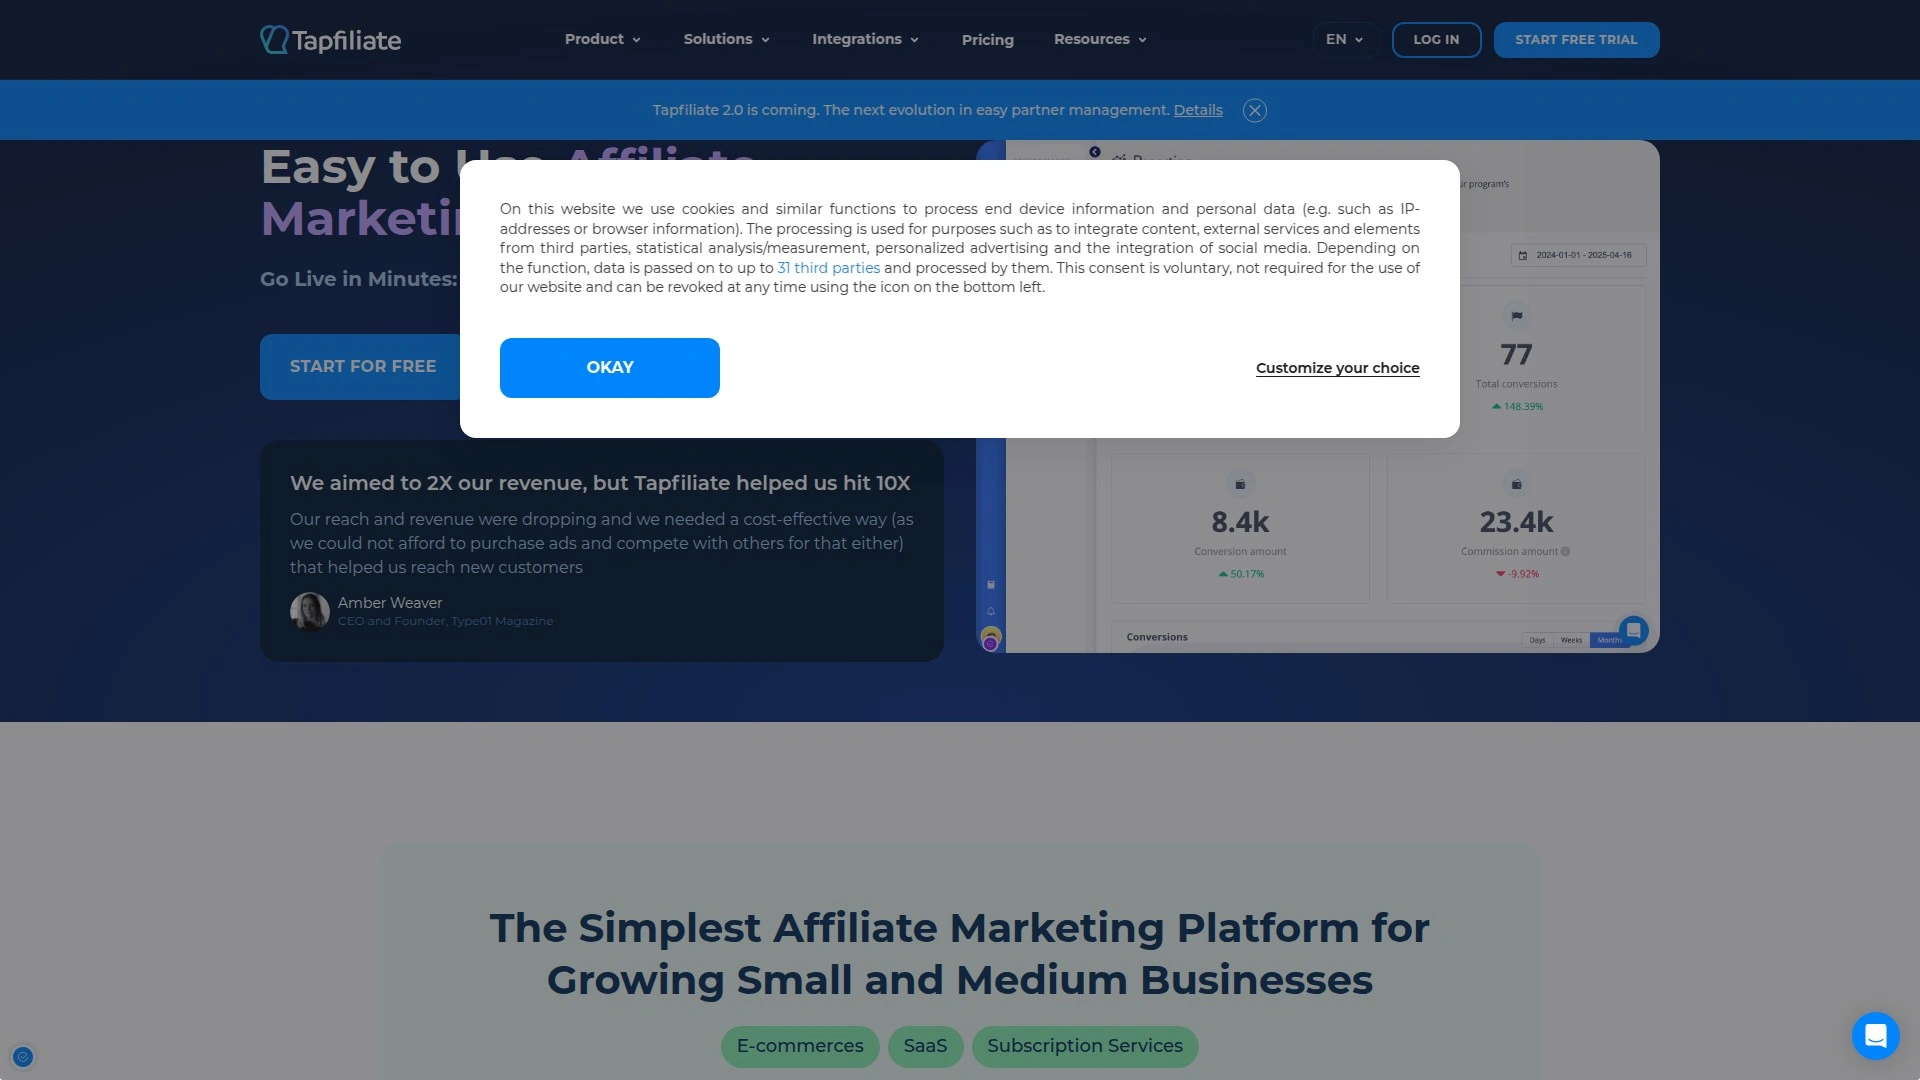 Tapfiliate
Product
Solutions
Integrations
Pricing
Resources
EN
LOG IN
START FREE TRIAL
Tapfiliate 2.0 is coming. The next evolution in easy partner management. Details
Easy to
Go Live in Minutes:
START FOR FREE
On this website we use cookies and similar functions to process end device information and personal data (e.g. such as IP-
addresses or browser information). The processing is used for purposes such as to integrate content, external services and elements
from third parties, statistical analysis/measurement, personalized advertising and the integration of social media. Depending on
the function, data is passed on to up to 31 third parties and processed by them. This consent is voluntary, not required for the use of
our website and can be revoked at any time using the icon on the bottom left.
OKAY
Customize your choice
ur program's
2024-01-01 - 2025-04-16
77
Total conversions
148.39%
We aimed to 2X our revenue, but Tapfiliate helped us hit 10X
Our reach and revenue were dropping and we needed a cost-effective way (as
we could not afford to purchase ads and compete with others for that either)
that helped us reach new customers
Amber Weaver
CEO and Founder, Type01 Magazine
8.4k
Conversion amount
50.17%
23.4k
Commission amount
-9.92%
Conversions
Days
Weeks
Months
The Simplest Affiliate Marketing Platform for
Growing Small and Medium Businesses
E-commerces
SaaS
Subscription Services